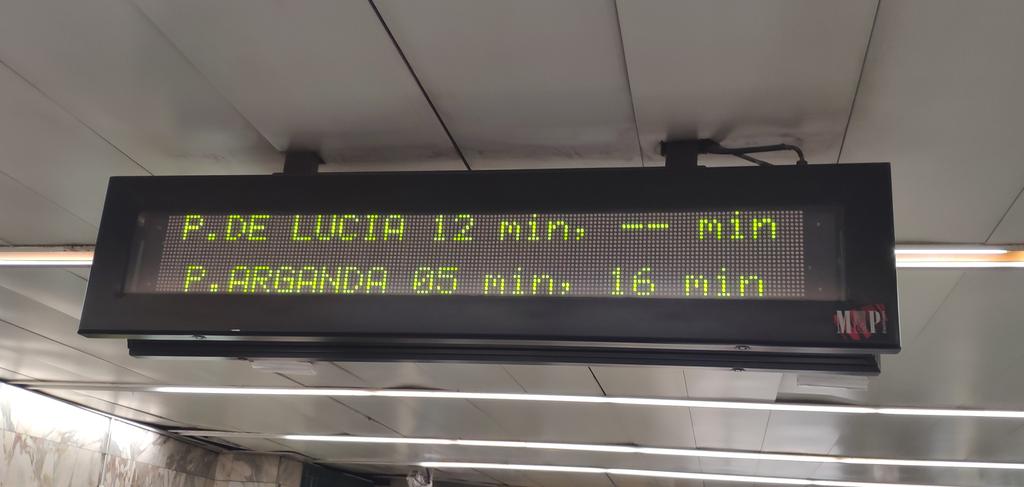 P.DE LUCIA 12 min, -- min
P.ARGANDA 05 min, 16 min